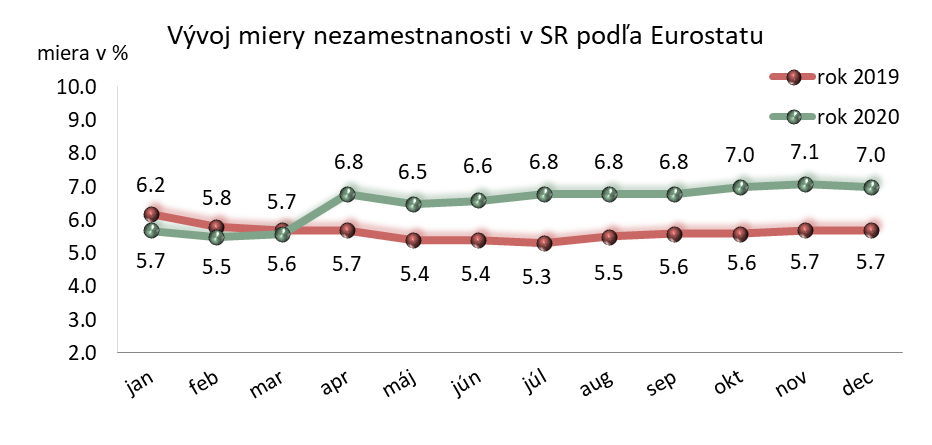 Vývoj miery nezamestnanosti v SR podľa Eurostatu
miera v %
rok 2019
rok 2020
10.0
9.0
8.0
7.0
6.0
5.0
4.0
3.0
2.0
6.2 5.8 5.7 6.8 6.5 6.6 6.8 6.8 6.8 7.0 7.1 7.0
5.7 5.5 5.6 5.7 5.4 5.4 5.3 5.5 5.6 5.6 5.7 5.7
jan feb mar apr máj jún júl aug sep okt nov dec